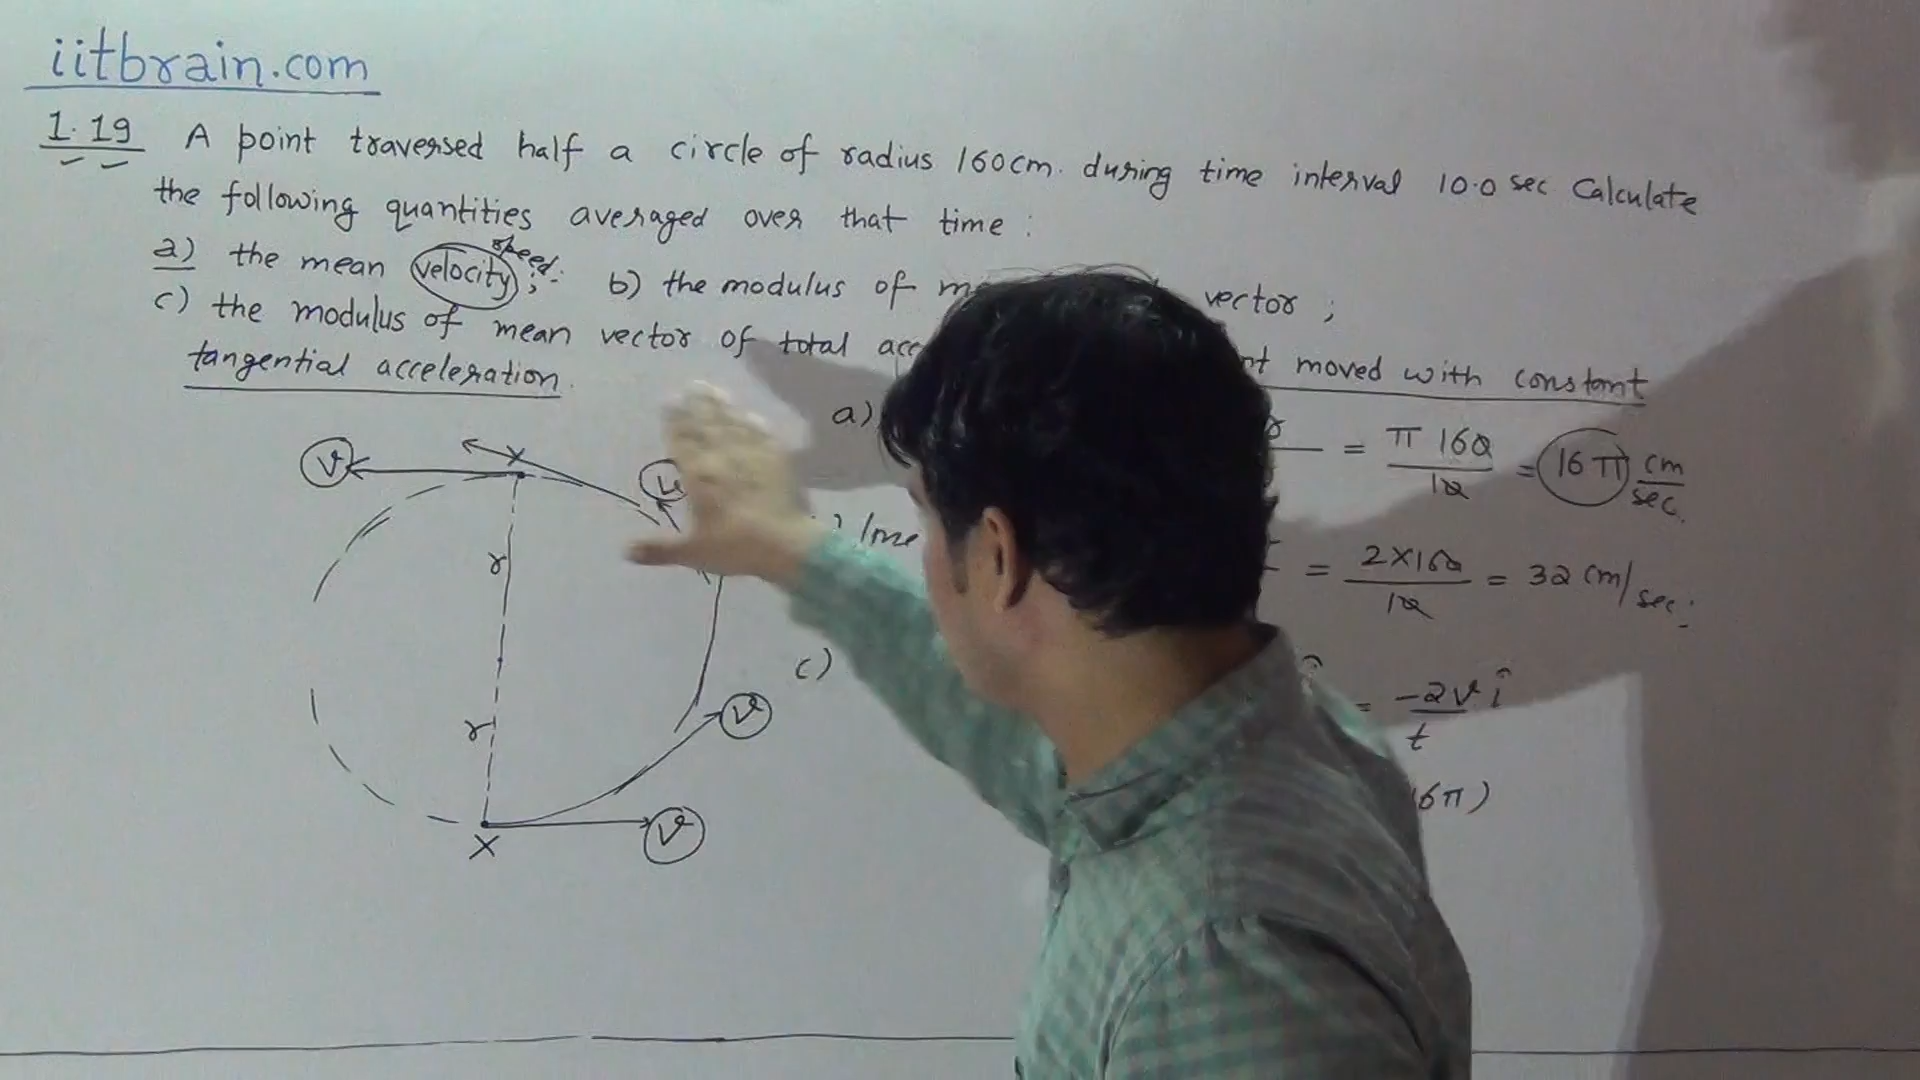 iitbrain.com
1.19 A point traversed half a circle of radius 160cm. during time interval 10.0 sec Calculate
the following quantities averaged over that time :
speed
a) the mean velocity ; b) the modulus of vector ;
c) the modulus of mean vector of total moved with constant
tangential acceleration.
a) = π 160 / 10 = 16 π cm/sec.
= 2×160 / 10 = 32 cm/sec.
c) = -2v î / t
16π)
v
x
r
r
v
v
x